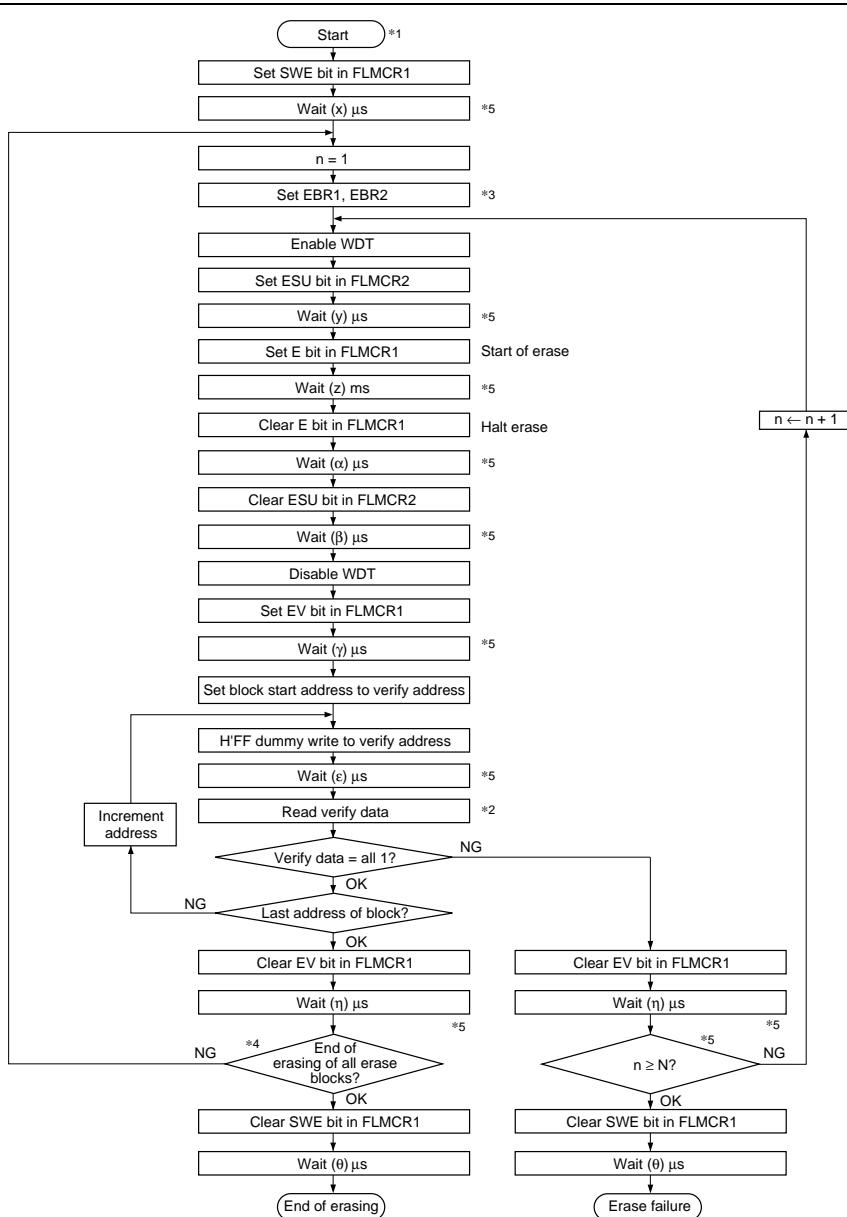 Start *1
Set SWE bit in FLMCR1
Wait (x) μs *5
n = 1
Set EBR1, EBR2 *3
Enable WDT
Set ESU bit in FLMCR2
Wait (y) μs *5
Set E bit in FLMCR1 Start of erase
Wait (z) ms *5
n ← n + 1
Clear E bit in FLMCR1 Halt erase
Wait (α) μs *5
Clear ESU bit in FLMCR2
Wait (β) μs *5
Disable WDT
Set EV bit in FLMCR1
Wait (γ) μs *5
Set block start address to verify address
H'FF dummy write to verify address
Wait (ε) μs *5
Increment
address
Read verify data *2
Verify data = all 1? NG
OK
NG Last address of block?
OK
Clear EV bit in FLMCR1 Clear EV bit in FLMCR1
Wait (η) μs Wait (η) μs
*5 *5
NG *4 End of
erasing of all erase
blocks?
*5 n ≥ N? NG
OK OK
Clear SWE bit in FLMCR1 Clear SWE bit in FLMCR1
Wait (θ) μs Wait (θ) μs
End of erasing Erase failure